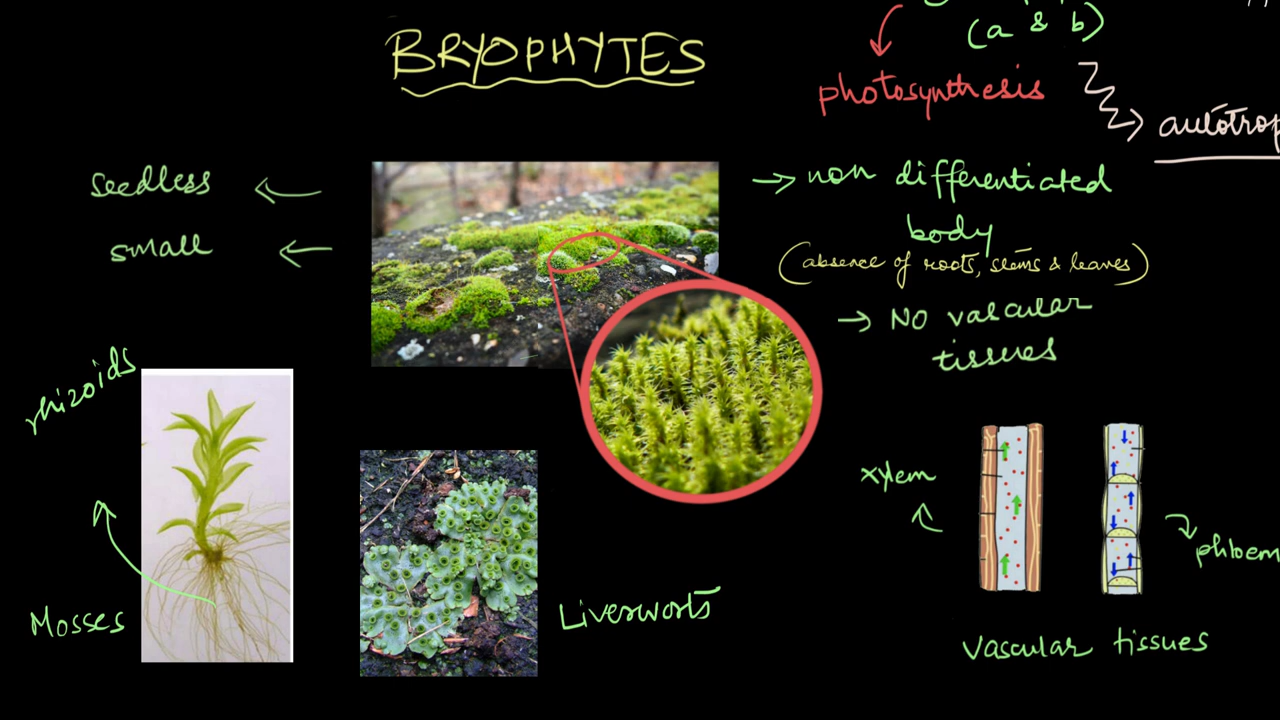 BRYOPHYTES
(a & b)
photosynthesis
autotrop
seedless
small
non differentiated
body
(absence of roots, stems & leaves)
No vascular
tissues
rhizoids
Mosses
Liverworts
xylem
phloem
vascular tissues